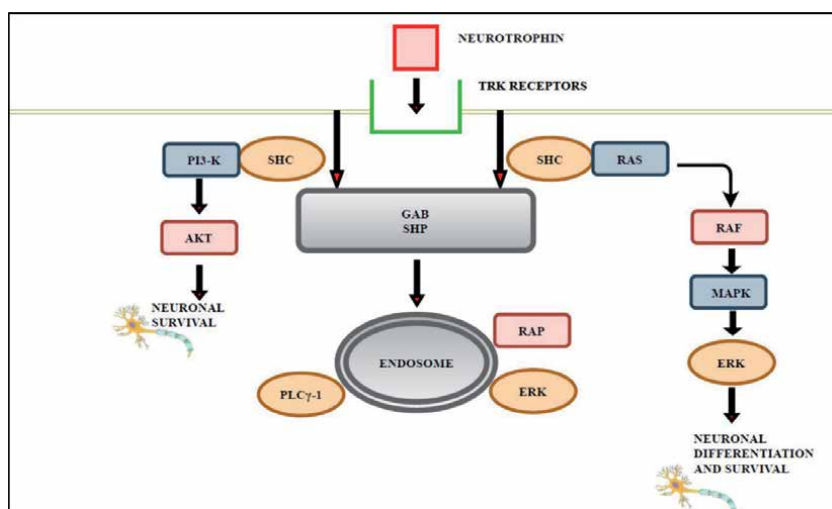 NEUROTROPHIN
TRK RECEPTORS
PI3-K
SHC
SHC
RAS
GAB
SHP
AKT
RAF
NEURONAL
SURVIVAL
MAPK
RAP
ENDOSOME
ERK
PLCγ-1
ERK
NEURONAL
DIFFERENTIATION
AND SURVIVAL